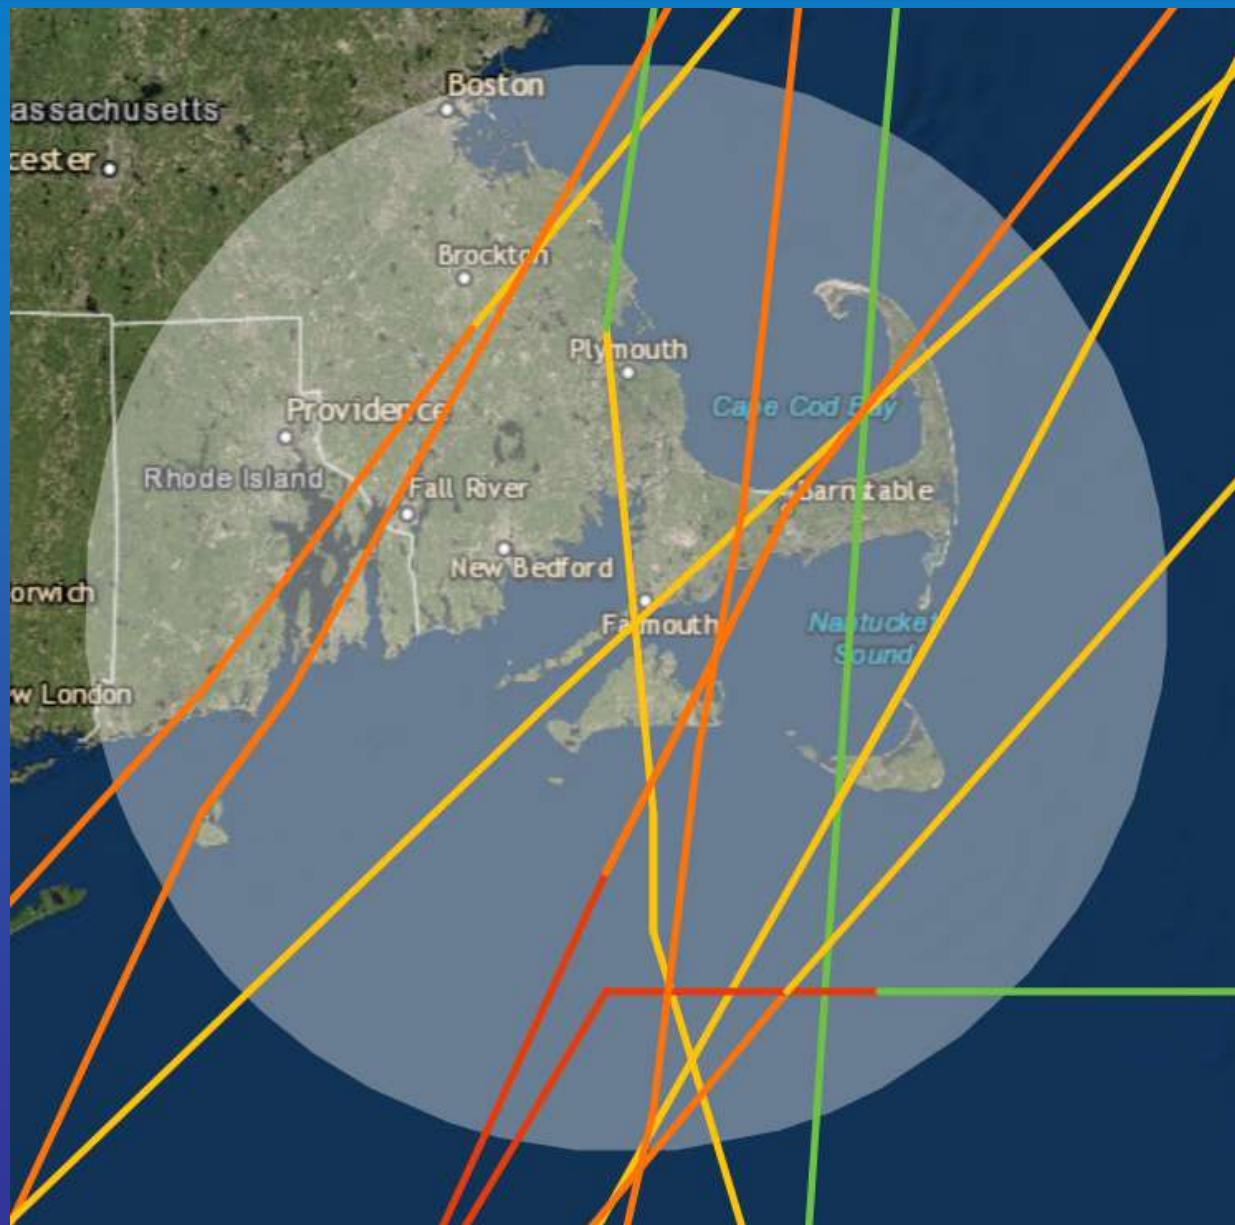 Boston
assachusetts
cester
Brockton
Plymouth
Providence
Cape Cod Bay
Rhode Island
Fall River
Barnstable
New Bedford
orwich
Falmouth
Nantucket
Sound
w London